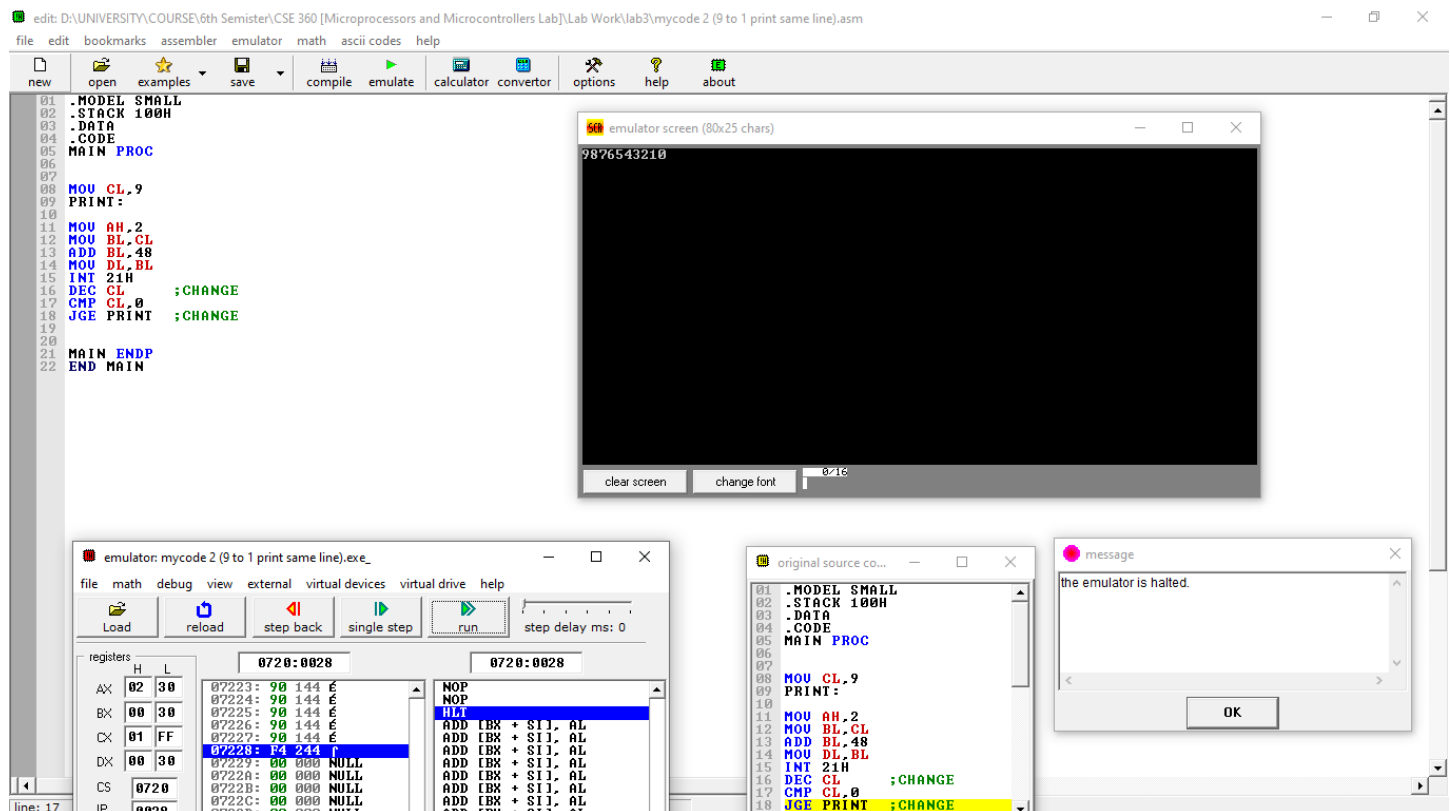 edit: D:\UNIVERSITY\COURSE\6th Semister\CSE 360 [Microprocessors and Microcontrollers Lab]\Lab Work\lab3\mycode 2 (9 to 1 print same line).asm
file edit bookmarks assembler emulator math ascii codes help
new open examples save compile emulate calculator convertor options help about
01 .MODEL SMALL
02 .STACK 100H
03 .DATA
04 .CODE
05 MAIN PROC
06
07
08 MOV CL,9
09 PRINT:
10
11 MOV AH,2
12 MOV BL,CL
13 ADD BL,48
14 MOV DL,BL
15 INT 21H
16 DEC CL ;CHANGE
17 CMP CL,0
18 JGE PRINT ;CHANGE
19
20
21 MAIN ENDP
22 END MAIN
emulator screen (80x25 chars)
9876543210
clear screen change font 0/16
emulator: mycode 2 (9 to 1 print same line).exe_
file math debug view external virtual devices virtual drive help
Load reload step back single step run step delay ms: 0
registers
H L
0720:0028 0720:0028
AX 02 30
BX 00 30
CX 01 FF
DX 00 30
CS 0720
IP 0028
07223: 90 144 É
07224: 90 144 É
07225: 90 144 É
07226: 90 144 É
07227: 90 144 É
07228: F4 244 ⌠
07229: 00 000 NULL
0722A: 00 000 NULL
0722B: 00 000 NULL
0722C: 00 000 NULL
NOP
NOP
HLT
ADD [BX + SI], AL
ADD [BX + SI], AL
ADD [BX + SI], AL
ADD [BX + SI], AL
ADD [BX + SI], AL
ADD [BX + SI], AL
ADD [BX + SI], AL
original source co...
01 .MODEL SMALL
02 .STACK 100H
03 .DATA
04 .CODE
05 MAIN PROC
06
07
08 MOV CL,9
09 PRINT:
10
11 MOV AH,2
12 MOV BL,CL
13 ADD BL,48
14 MOV DL,BL
15 INT 21H
16 DEC CL ;CHANGE
17 CMP CL,0
18 JGE PRINT ;CHANGE
message
the emulator is halted.
OK
line: 17